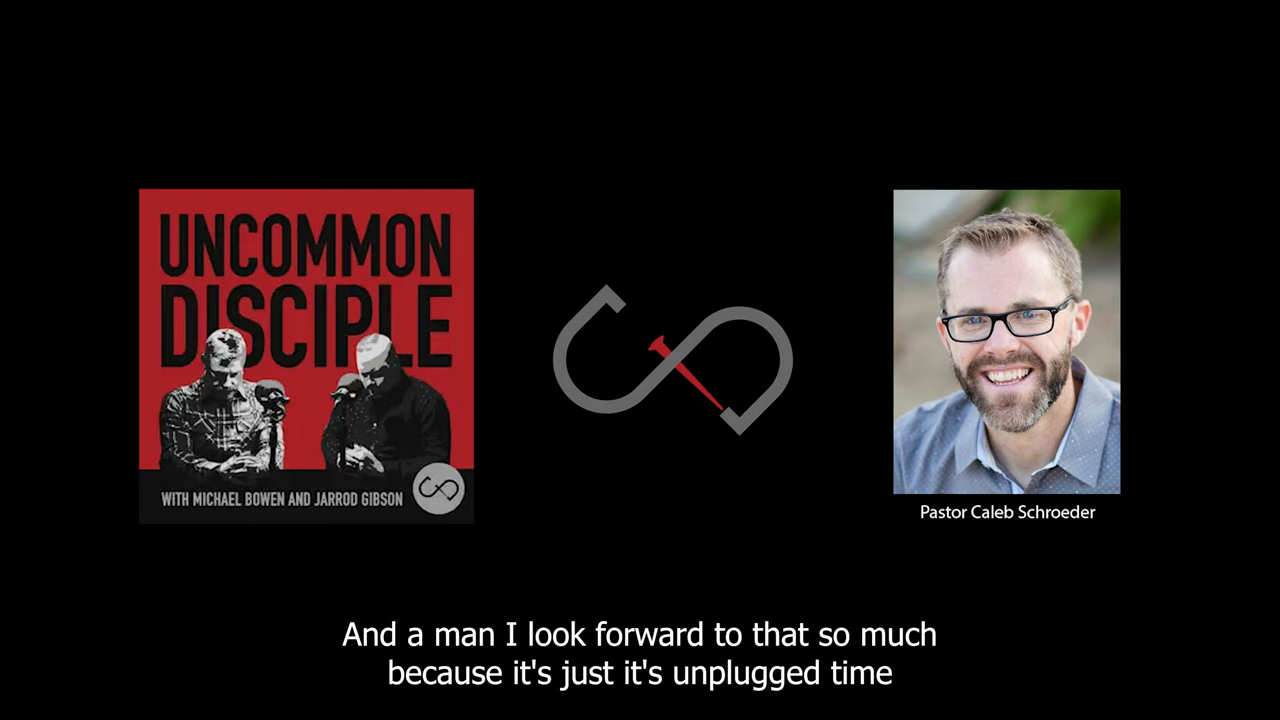 UNCOMMON
DISCIPLE
WITH MICHAEL BOWEN AND JARROD GIBSON
Pastor Caleb Schroeder
And a man I look forward to that so much
because it's just it's unplugged time